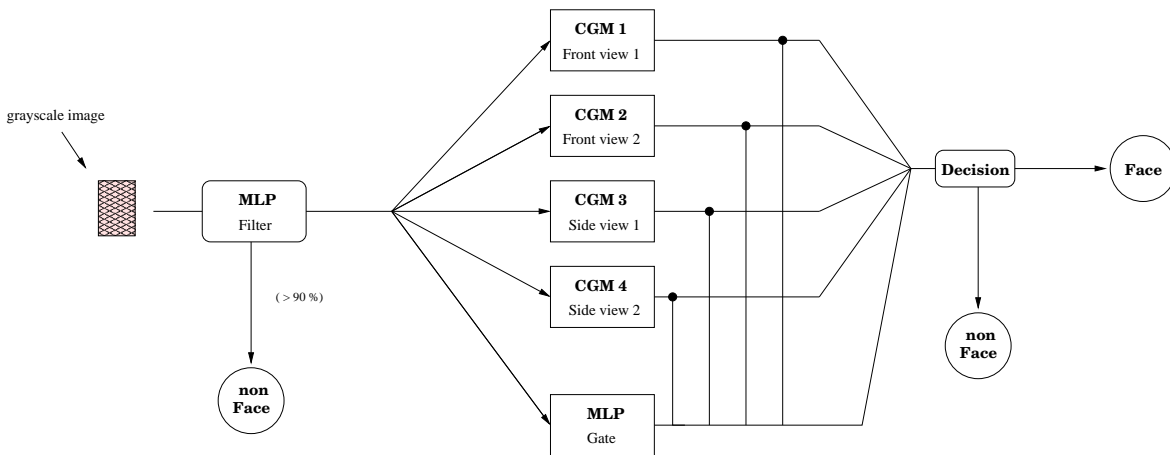 grayscale image
MLP
Filter
( > 90 %)
non
Face
CGM 1
Front view 1
CGM 2
Front view 2
CGM 3
Side view 1
CGM 4
Side view 2
MLP
Gate
Decision
Face
non
Face